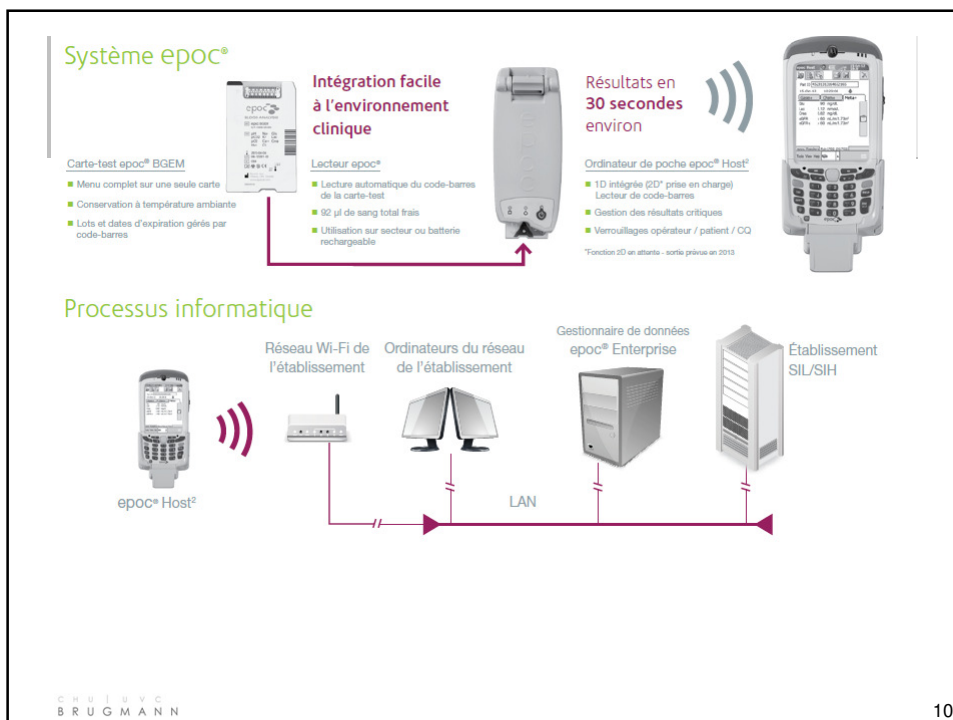 Système epoc®
Intégration facile
à l'environnement
clinique
Résultats en
30 secondes
environ
epoc
Carte-test epoc® BGEM
■ Menu complet sur une seule carte
■ Conservation à température ambiante
■ Lots et dates d'expiration gérés par
code-barres
Lecteur epoc®
■ Lecture automatique du code-barres
de la carte-test
■ 92 µl de sang total frais
■ Utilisation sur secteur ou batterie
rechargeable
Ordinateur de poche epoc® Host²
■ 1D intégrée (2D* prise en charge)
Lecteur de code-barres
■ Gestion des résultats critiques
■ Verrouillages opérateur / patient / CQ
*Fonction 2D en attente - sortie prévue en 2013
Processus informatique
Réseau Wi-Fi de
l'établissement
Ordinateurs du réseau
de l'établissement
Gestionnaire de données
epoc® Enterprise
Établissement
SIL/SIH
epoc® Host²
LAN
CHU | UVC
BRUGMANN
10